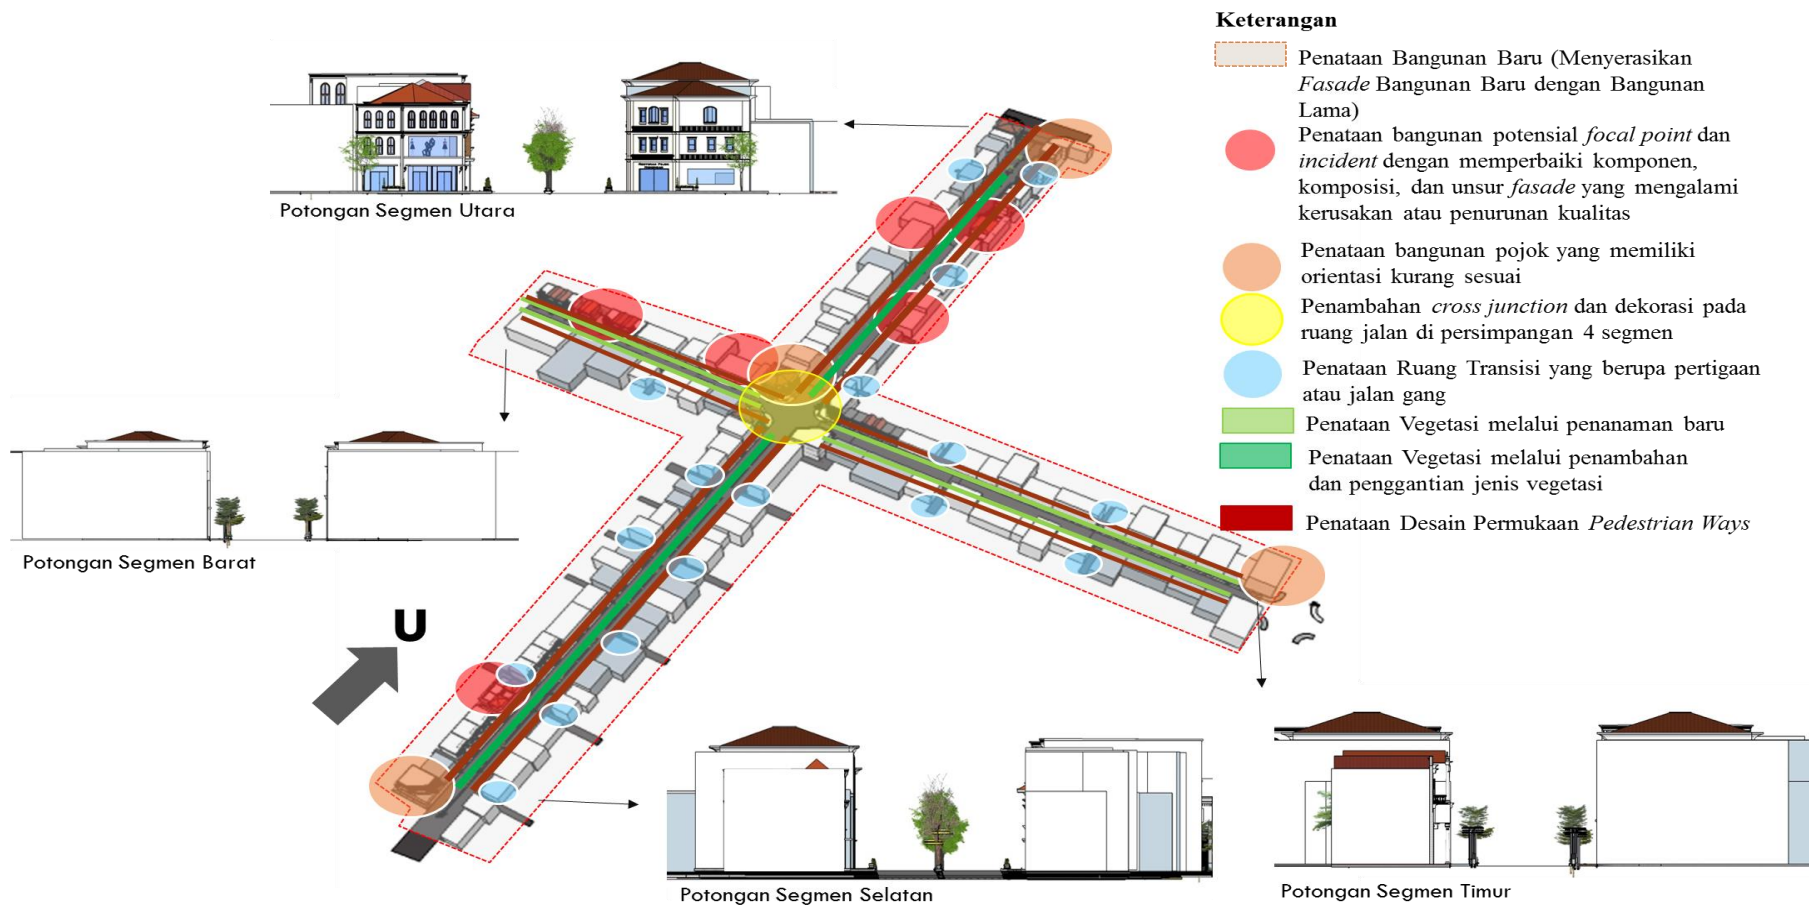 Keterangan
Penataan Bangunan Baru (Menyerasikan
Fasade Bangunan Baru dengan Bangunan
Lama)
Penataan bangunan potensial focal point dan
incident dengan memperbaiki komponen,
komposisi, dan unsur fasade yang mengalami
kerusakan atau penurunan kualitas
Penataan bangunan pojok yang memiliki
orientasi kurang sesuai
Penambahan cross junction dan dekorasi pada
ruang jalan di persimpangan 4 segmen
Penataan Ruang Transisi yang berupa pertigaan
atau jalan gang
Penataan Vegetasi melalui penanaman baru
Penataan Vegetasi melalui penambahan
dan penggantian jenis vegetasi
Penataan Desain Permukaan Pedestrian Ways
Potongan Segmen Utara
Potongan Segmen Barat
U
Potongan Segmen Selatan
Potongan Segmen Timur